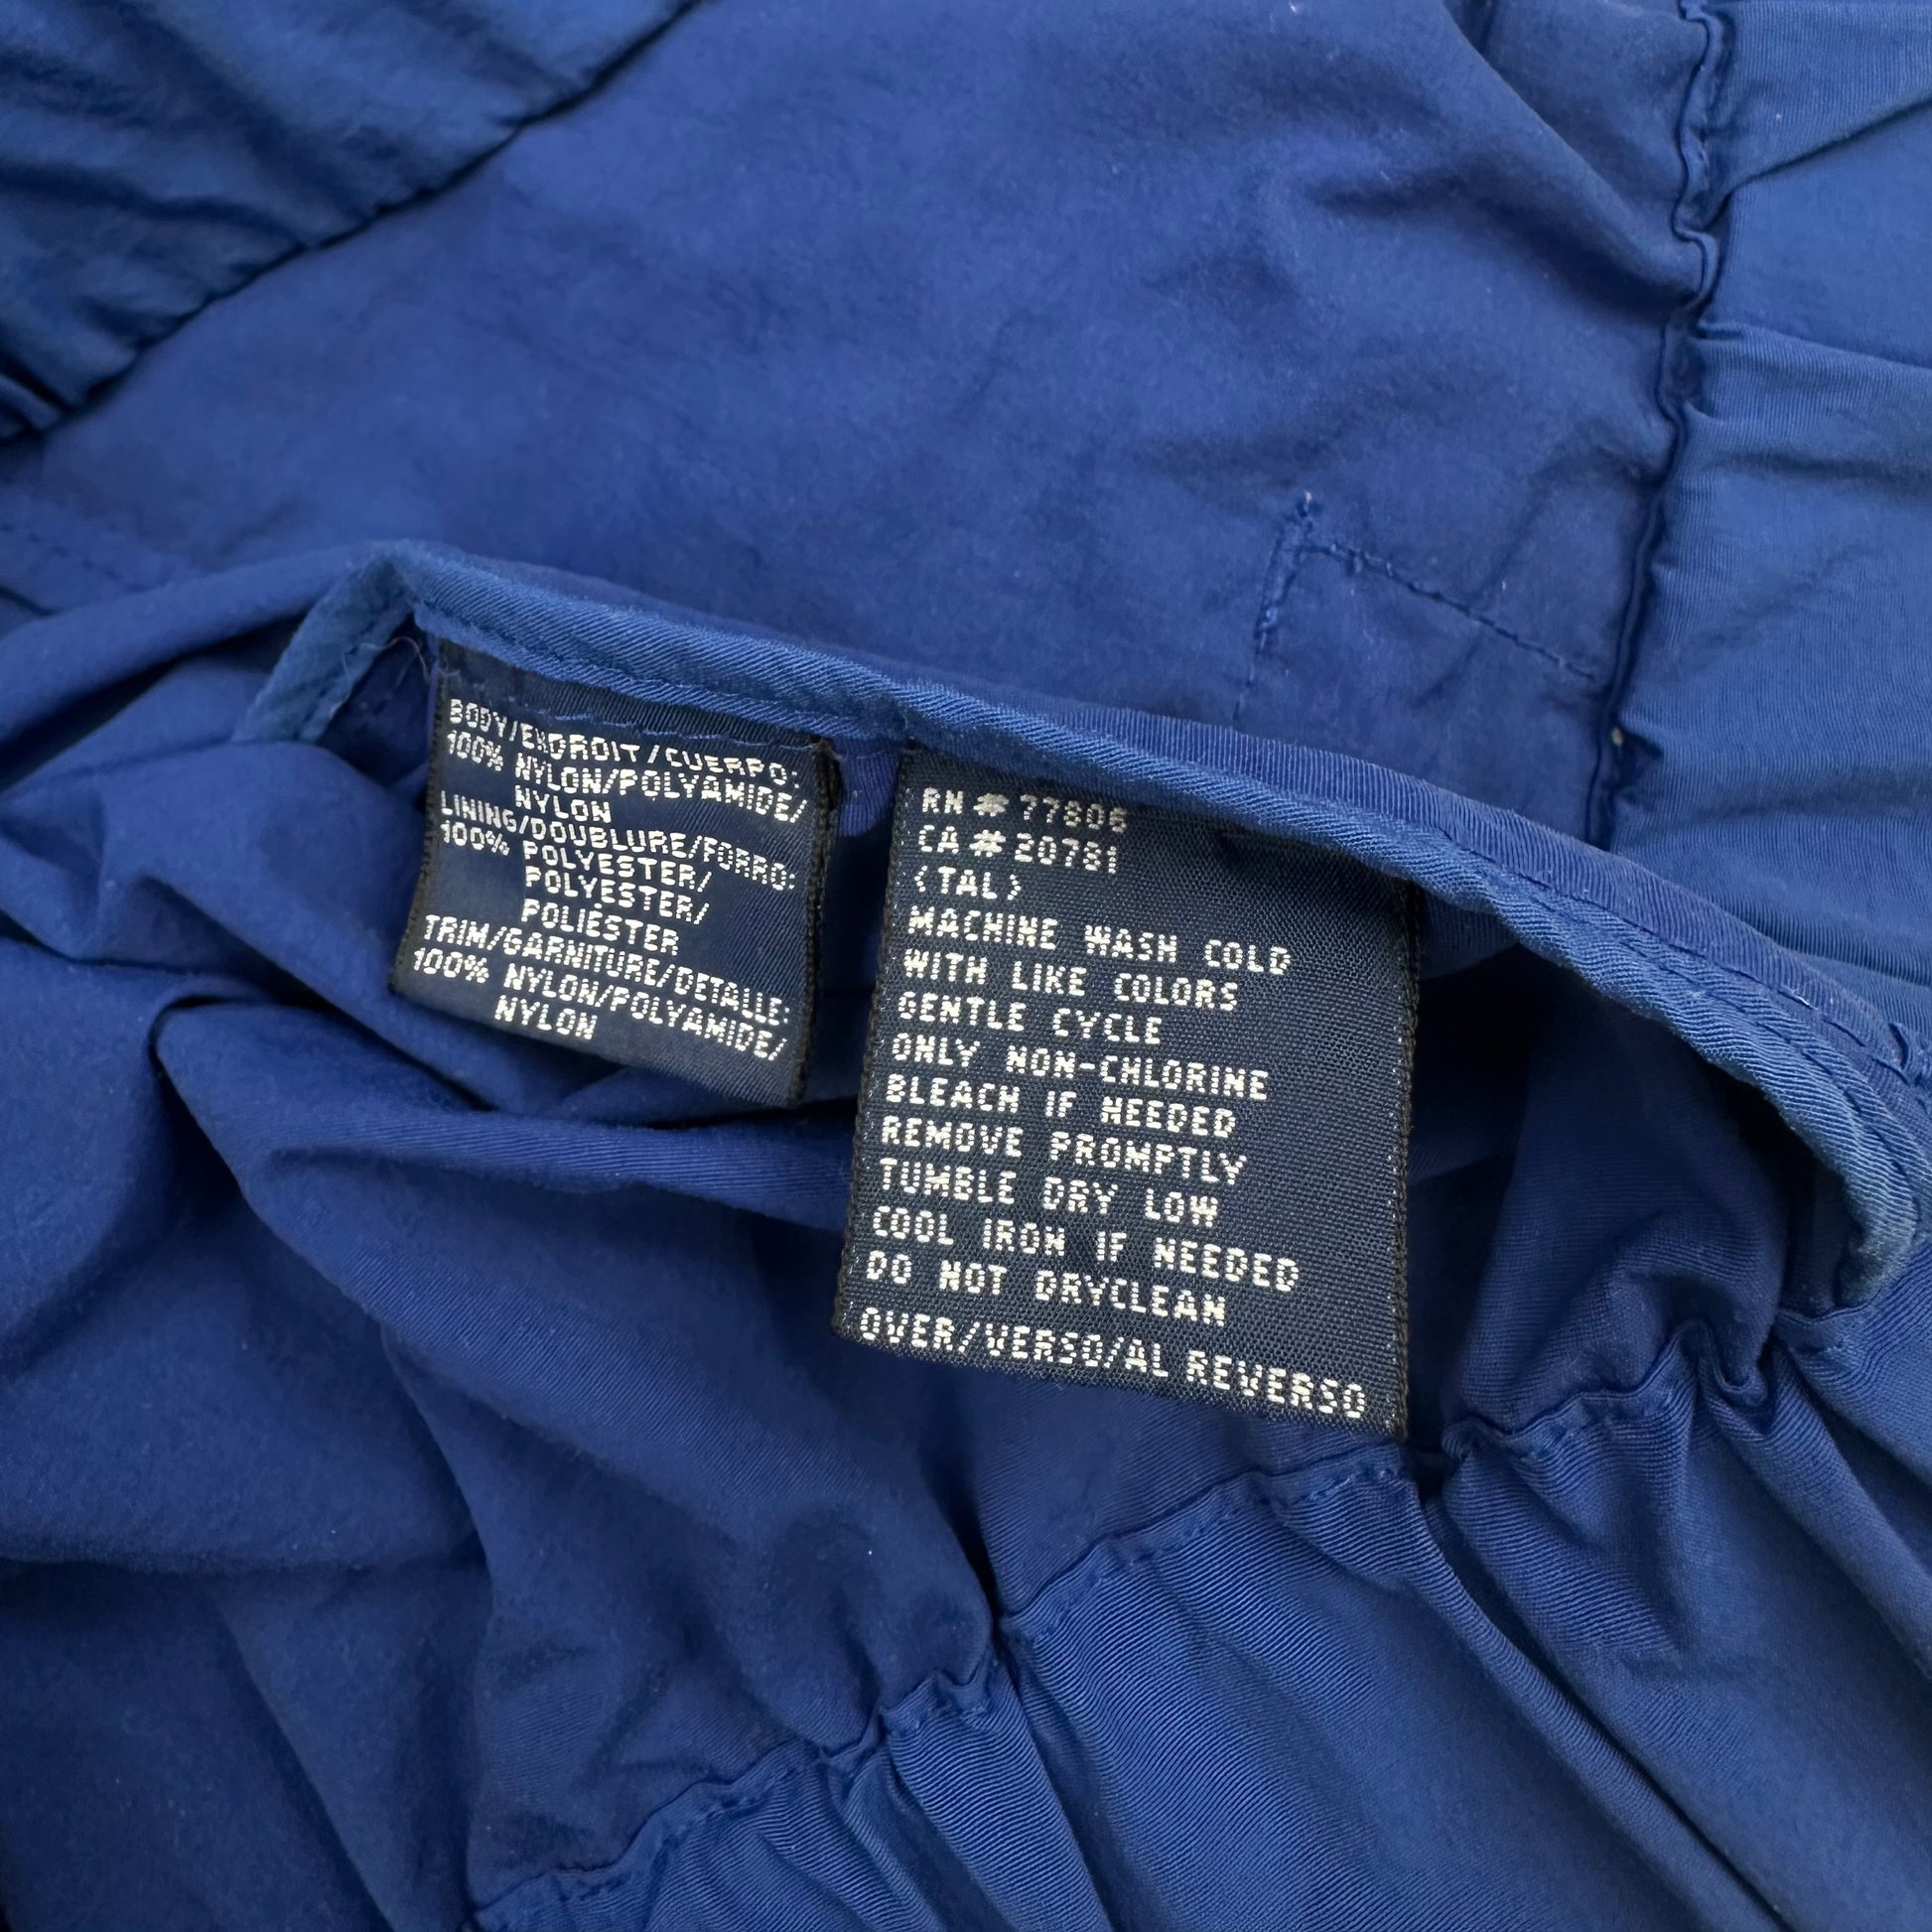 BODY/ENDROIT/CUERPO:
100% NYLON/POLYAMIDE/
NYLON
LINING/DOUBLURE/FORRO:
100% POLYESTER/
POLYESTER/
POLIÉSTER
TRIM/GARNITURE/DETALLE:
100% NYLON/POLYAMIDE/
NYLON
RN # 77806
CA # 20781
(TAL)
MACHINE WASH COLD
WITH LIKE COLORS
GENTLE CYCLE
ONLY NON-CHLORINE
BLEACH IF NEEDED
REMOVE PROMPTLY
TUMBLE DRY LOW
COOL IRON IF NEEDED
DO NOT DRYCLEAN
OVER/VERSO/AL REVERSO